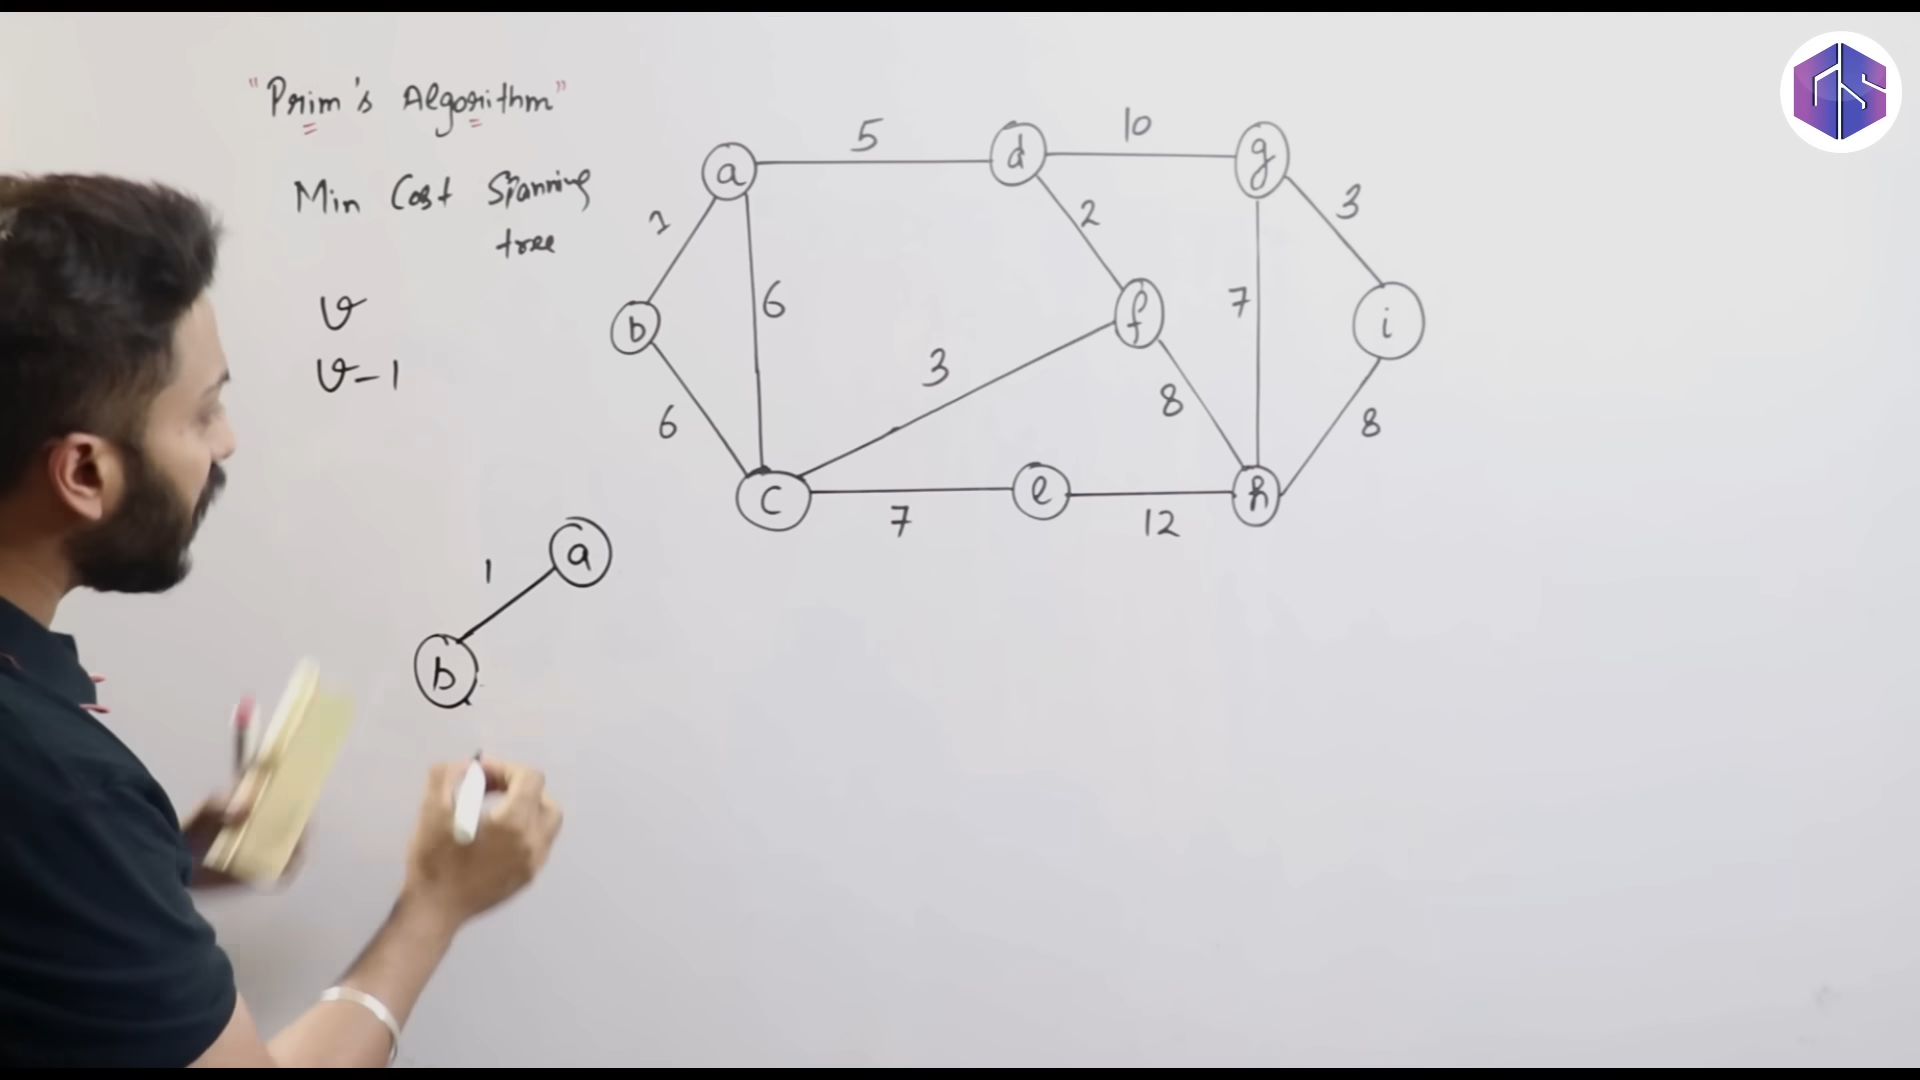 "Prim's Algorithm"
Min Cost Spanning
tree
v
v-1
a 5 d 10 g
1 6 2 7 3
b 3 f i
6 8 8
c 7 e 12 h
1 a
b